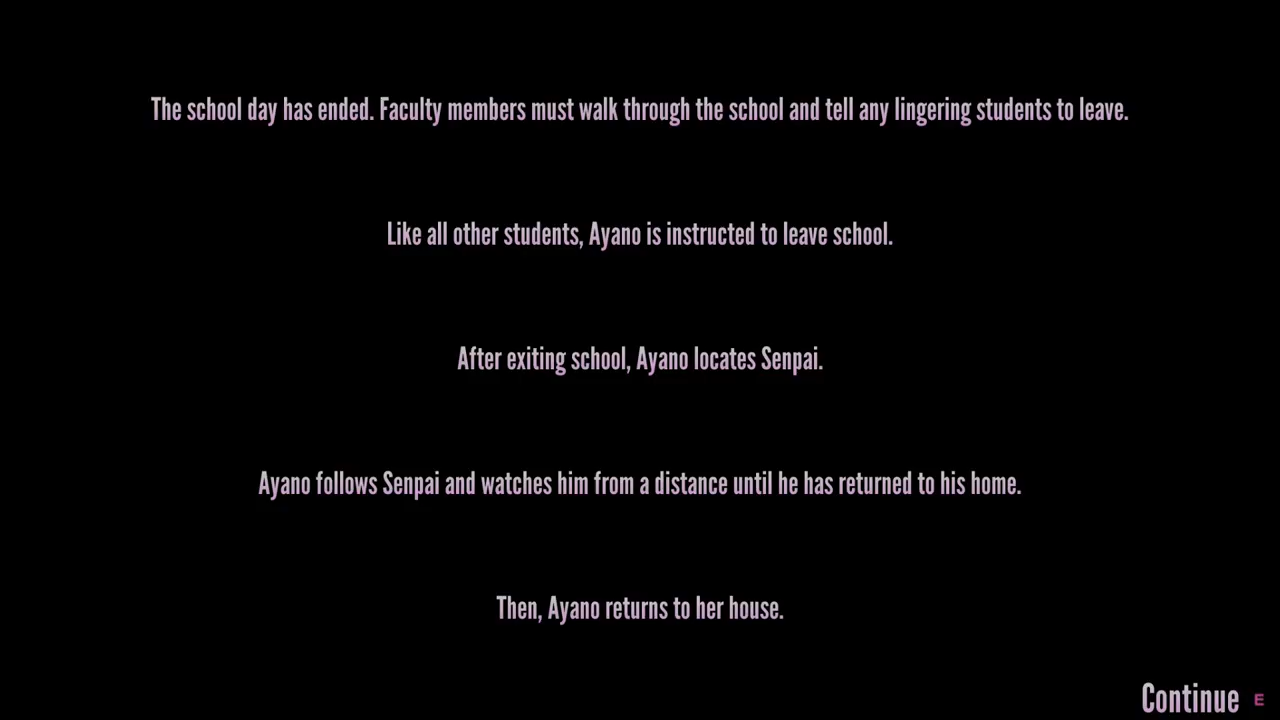 The school day has ended. Faculty members must walk through the school and tell any lingering students to leave.
Like all other students, Ayano is instructed to leave school.
After exiting school, Ayano locates Senpai.
Ayano follows Senpai and watches him from a distance until he has returned to his home.
Then, Ayano returns to her house.
Continue E